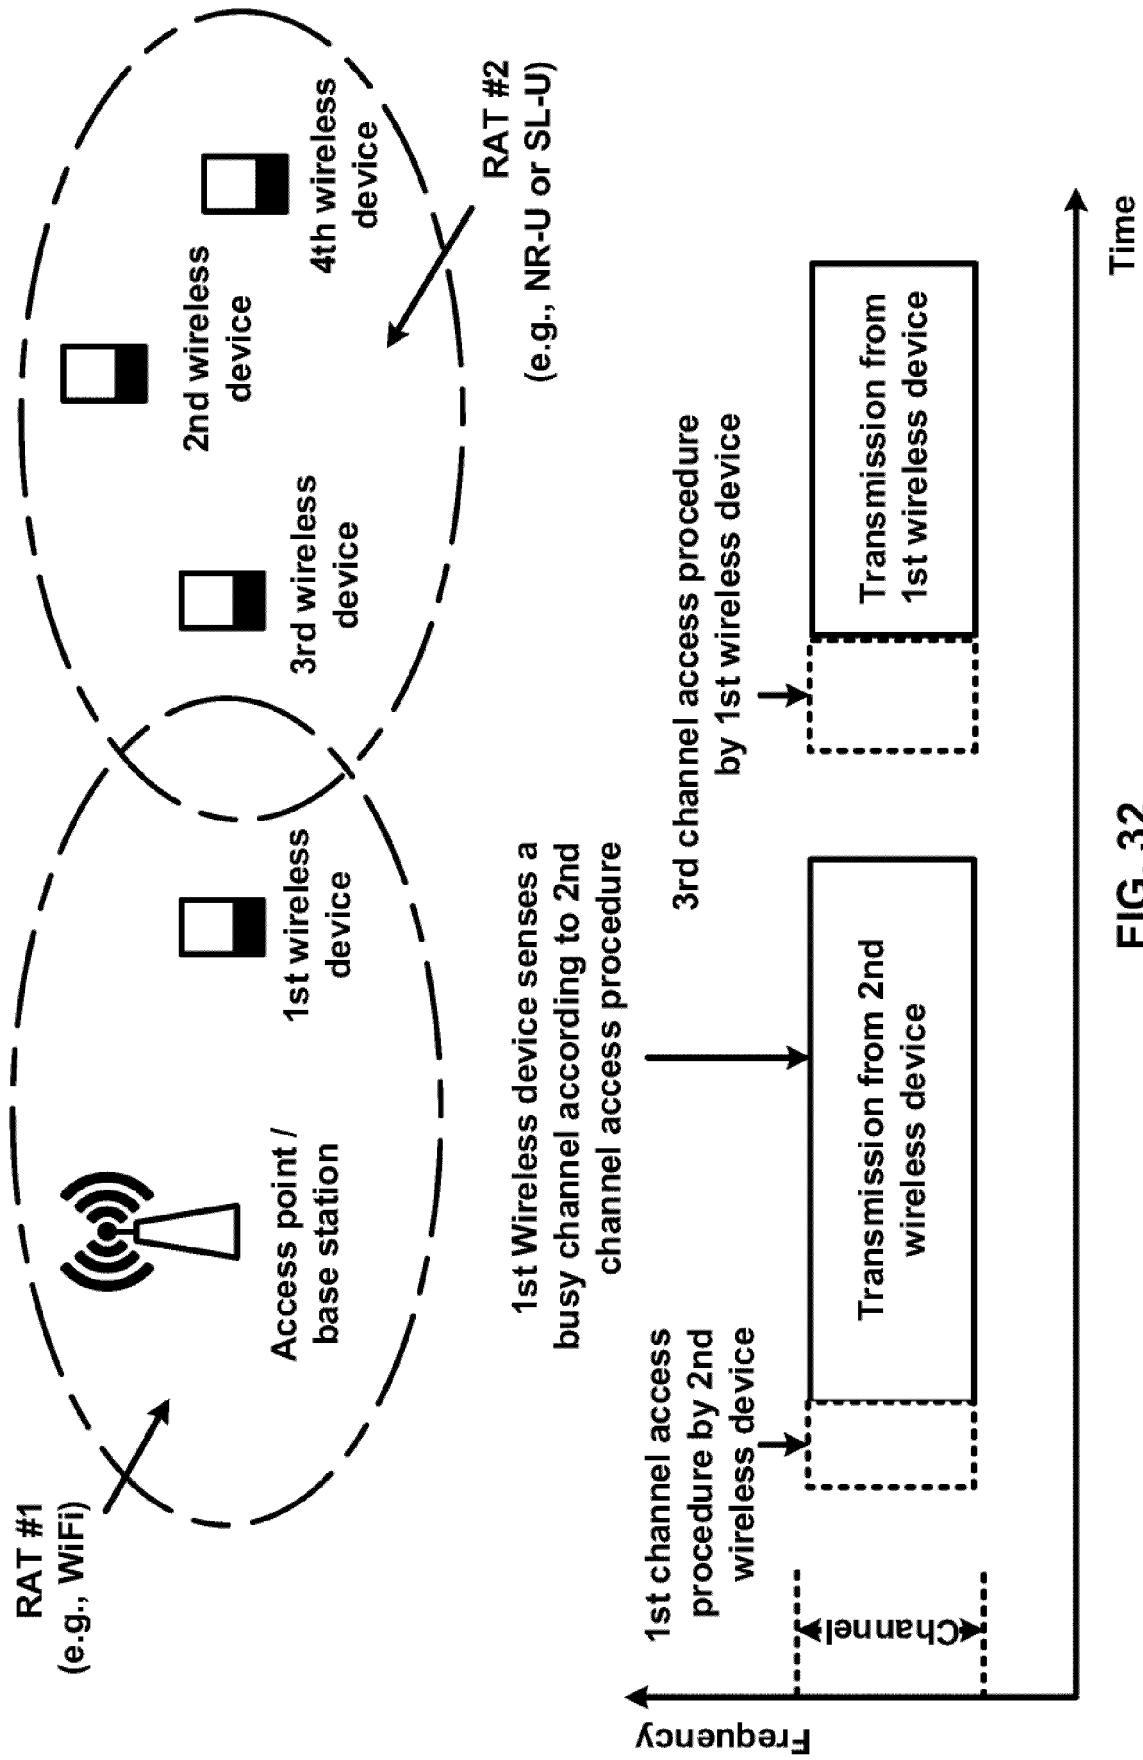 RAT #1
(e.g., WiFi)
Access point /
base station
1st wireless
device
3rd wireless
device
2nd wireless
device
4th wireless
device
RAT #2
(e.g., NR-U or SL-U)
1st Wireless device senses a
busy channel according to 2nd
channel access procedure
1st channel access
procedure by 2nd
wireless device
3rd channel access procedure
by 1st wireless device
Frequency
Channel
Transmission from 2nd
wireless device
Transmission from
1st wireless device
Time
FIG. 32